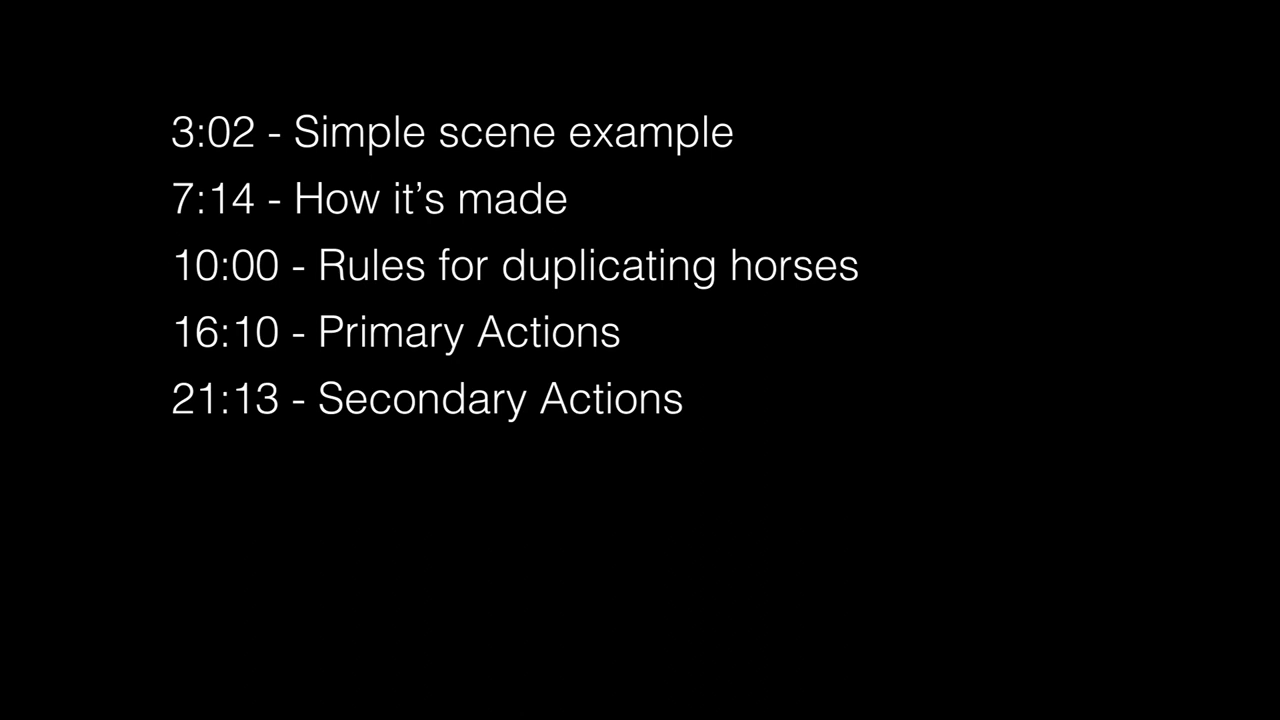 3:02 - Simple scene example
7:14 - How it’s made
10:00 - Rules for duplicating horses
16:10 - Primary Actions
21:13 - Secondary Actions